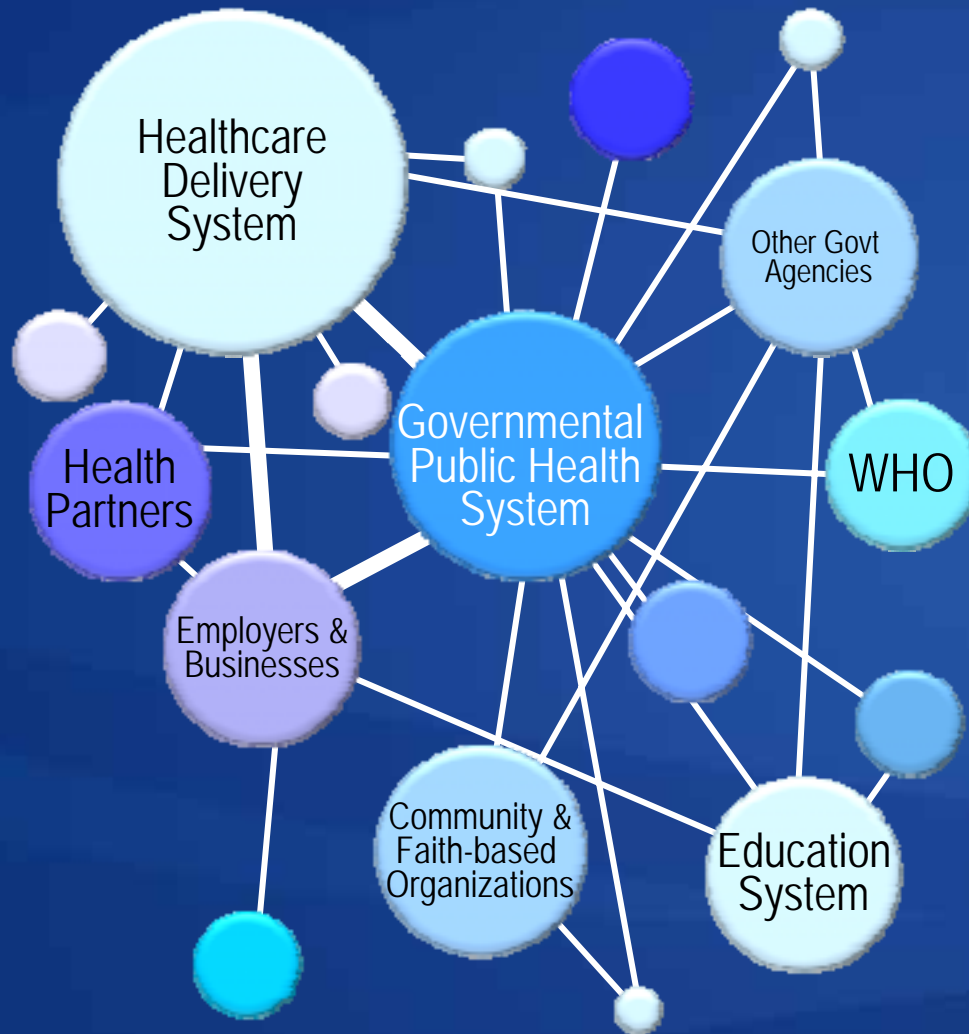 Healthcare
Delivery
System
Other Govt
Agencies
Governmental
Public Health
System
Health
Partners
WHO
Employers &
Businesses
Community &
Faith-based
Organizations
Education
System